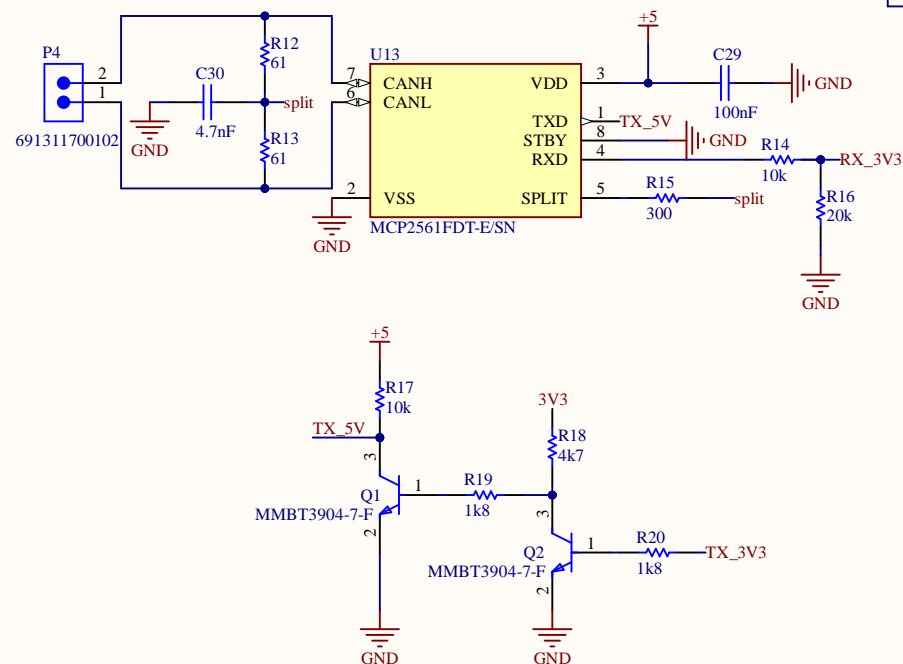 +5
P4
R12
61
U13
C29
GND
100nF
2
1
C30
4.7nF
split
7
CANH
6
CANL
VDD
3
TXD
1
TX_5V
STBY
8
GND
RXD
4
R14
10k
RX_3V3
691311700102
GND
R13
61
R16
20k
2
VSS
SPLIT
5
R15
300
split
GND
MCP2561FDT-E/SN
GND
+5
R17
10k
TX_5V
3V3
R18
4k7
3
Q1
MMBT3904-7-F
1
R19
1k8
2
3
Q2
MMBT3904-7-F
1
R20
1k8
TX_3V3
2
GND
GND